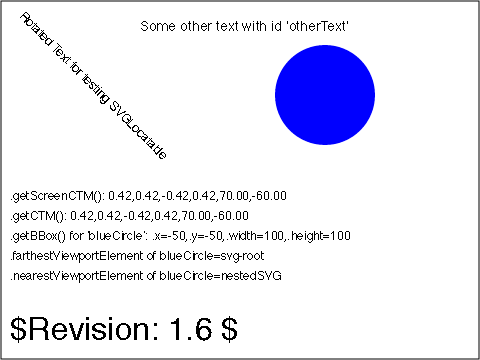 Some other text with id 'otherText'
Rotated Text for testing SVGLocatable
.getScreenCTM(): 0.42,0.42,-0.42,0.42,70.00,-60.00
.getCTM(): 0.42,0.42,-0.42,0.42,70.00,-60.00
.getBBox() for 'blueCircle': .x=-50,.y=-50,.width=100,.height=100
.farthestViewportElement of blueCircle=svg-root
.nearestViewportElement of blueCircle=nestedSVG
$Revision: 1.6 $